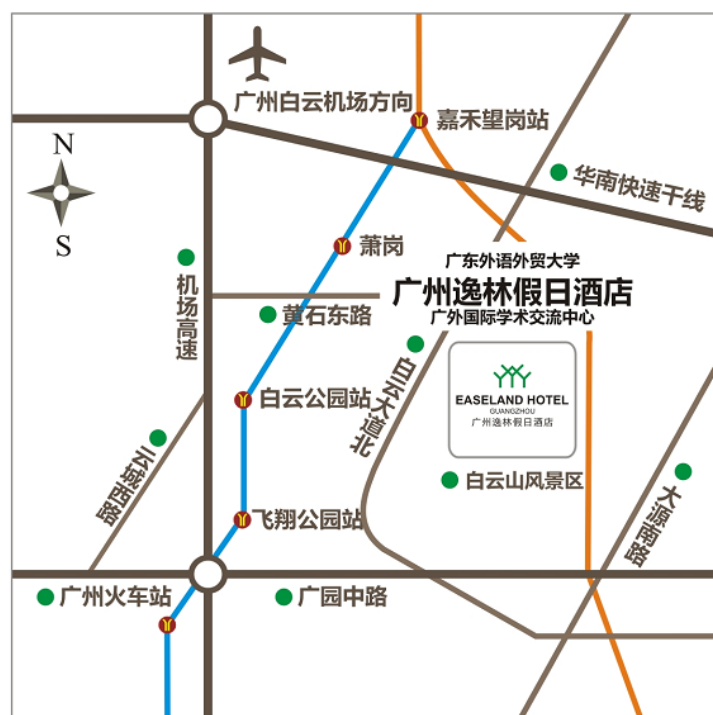 广州白云机场方向
嘉禾望岗站
N
华南快速干线
S
萧岗
广东外语外贸大学
机场高速
广州逸林假日酒店
黄石东路
广外国际学术交流中心
白云大道北
EASELAND HOTEL
GUANGZHOU
广州逸林假日酒店
白云公园站
云城西路
白云山风景区
大源南路
飞翔公园站
广州火车站
广园中路